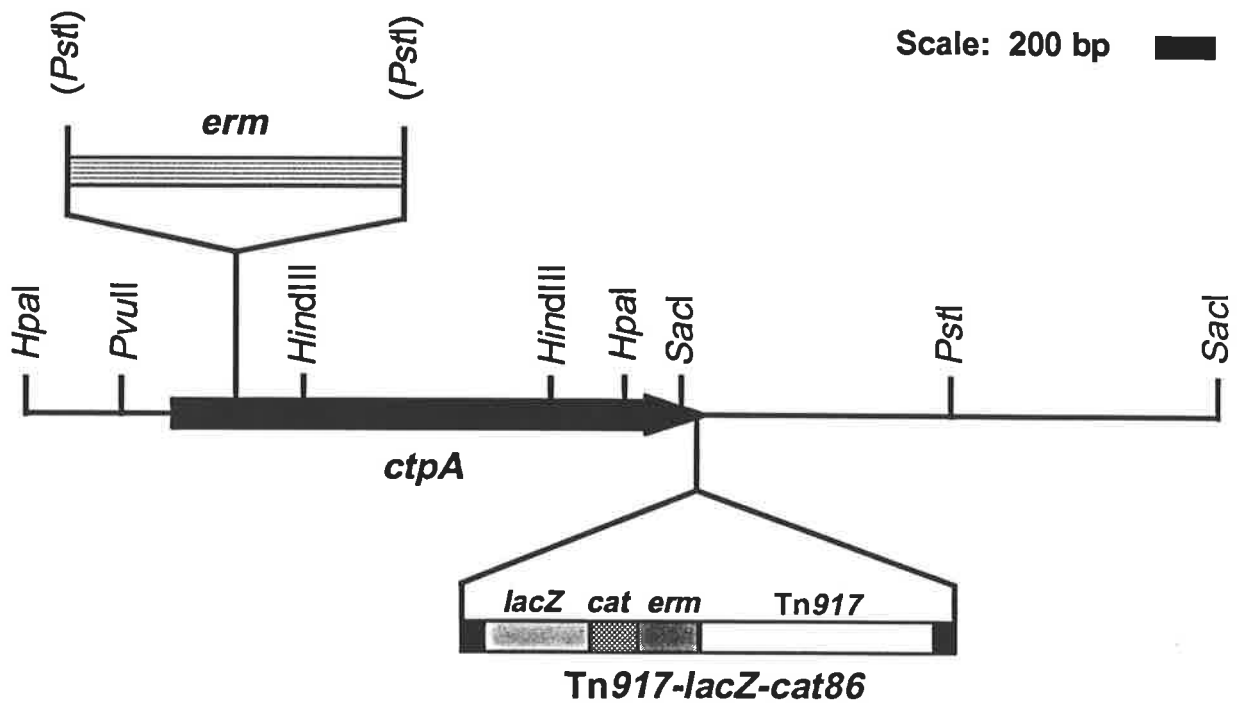 Scale: 200 bp
(PstI) (PstI)
erm
HpaI PvuII HindIII HindIII HpaI SacI PstI SacI
ctpA
lacZ cat erm Tn917
Tn917-lacZ-cat86